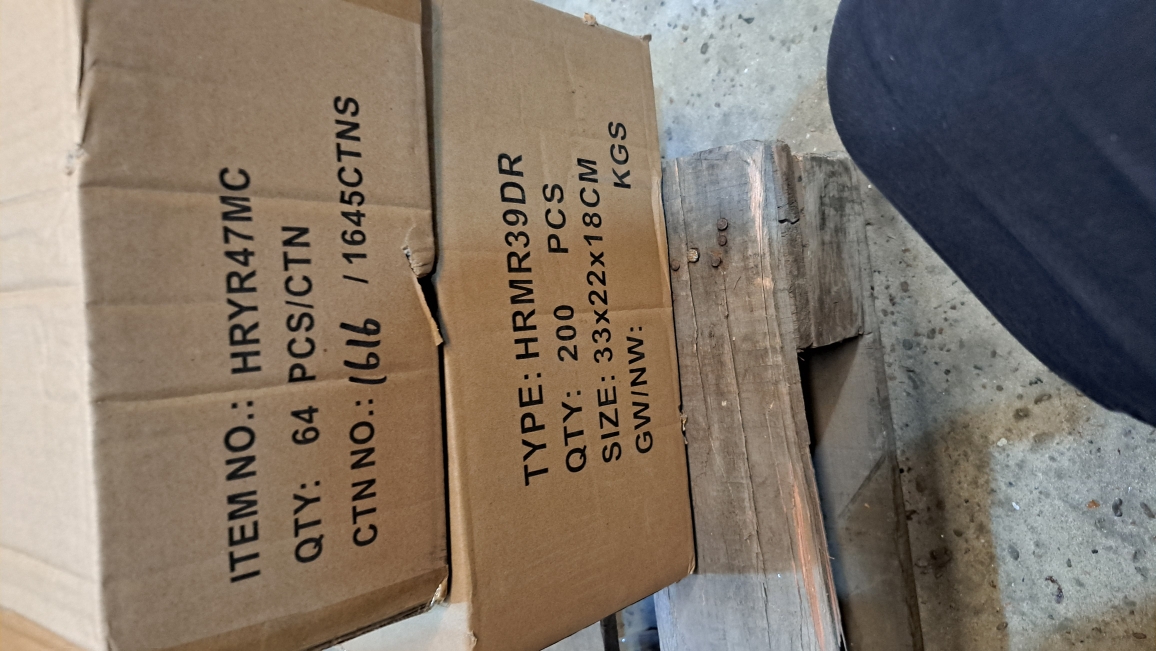 ITEM NO.: HRYR47MC
QTY: 64 PCS/CTN
CTN NO.: 1616 /1645CTNS
TYPE: HRMR39DR
QTY: 200 PCS
SIZE: 33x22x18CM
GW/NW: KGS